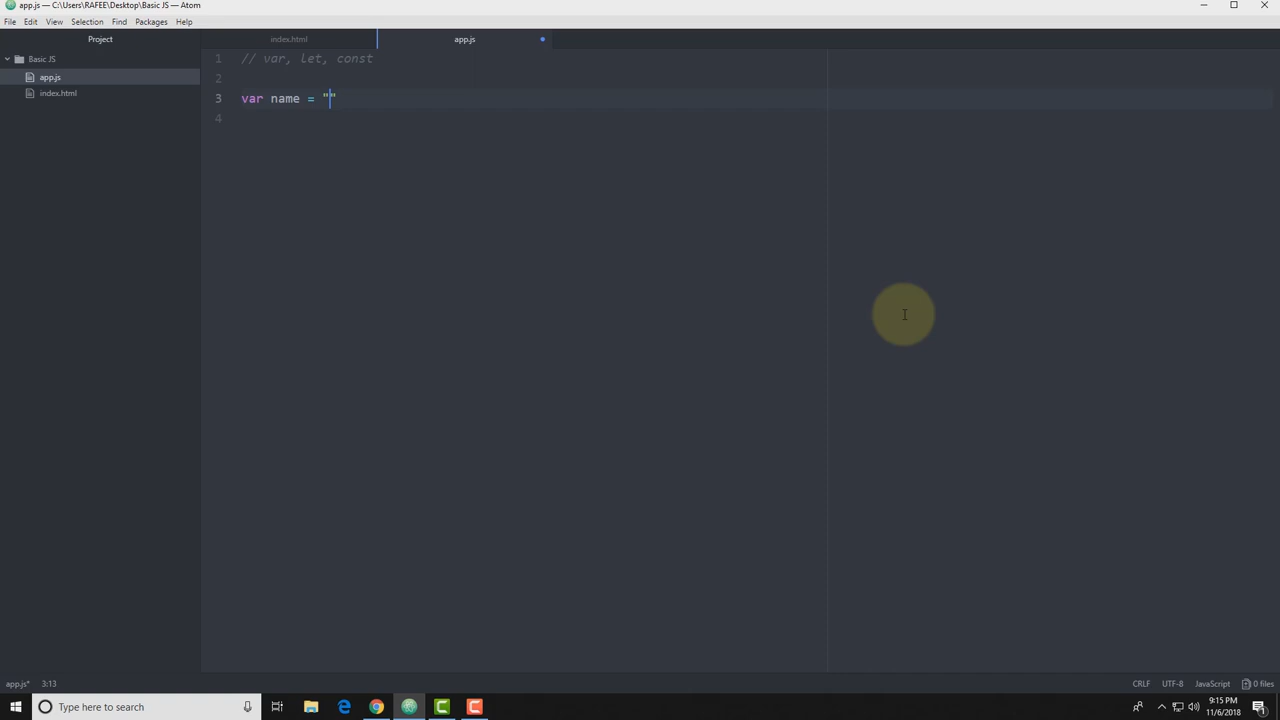 app.js — C:\Users\RAFEE\Desktop\Basic JS — Atom
File Edit View Selection Find Packages Help
Project
index.html
app.js
Basic JS
app.js
index.html
1 // var, let, const
2
3 var name = ""
4
app.js* 3:13
CRLF UTF-8 JavaScript 0 files
Type here to search
9:15 PM
11/6/2018
1